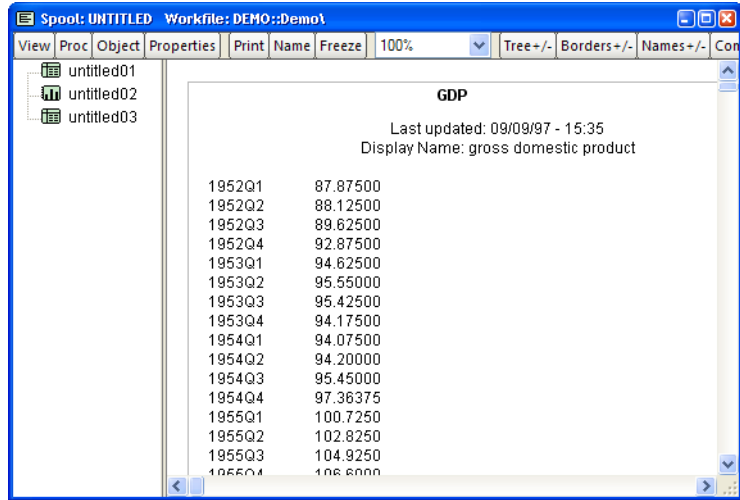 Spool: UNTITLED Workfile: DEMO::Demo\
View Proc Object Properties Print Name Freeze 100% Tree+/- Borders+/- Names+/- Con
untitled01
untitled02
untitled03
GDP
Last updated: 09/09/97 - 15:35
Display Name: gross domestic product
1952Q1 87.87500
1952Q2 88.12500
1952Q3 89.62500
1952Q4 92.87500
1953Q1 94.62500
1953Q2 95.55000
1953Q3 95.42500
1953Q4 94.17500
1954Q1 94.07500
1954Q2 94.20000
1954Q3 95.45000
1954Q4 97.36375
1955Q1 100.7250
1955Q2 102.8250
1955Q3 104.9250
1955Q4 106.6000